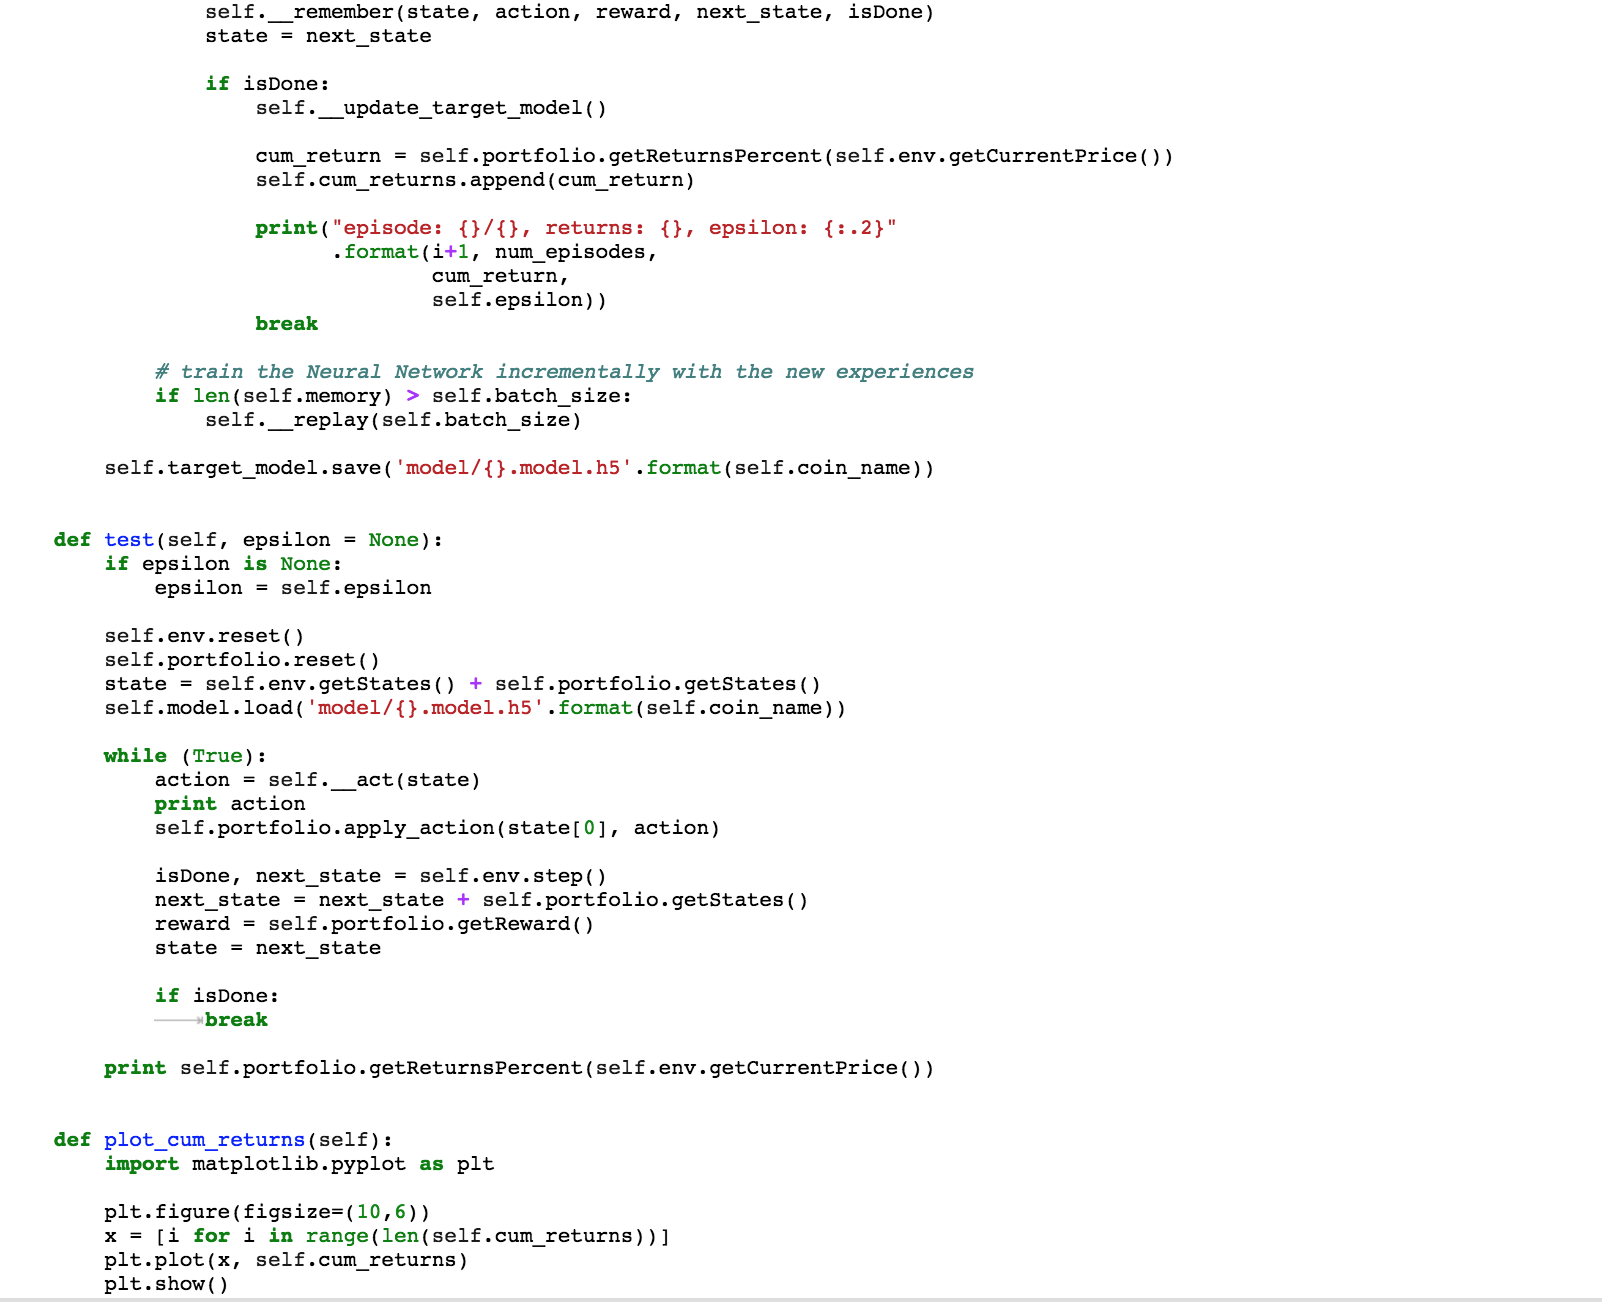 self.__remember(state, action, reward, next_state, isDone)
            state = next_state

            if isDone:
                self.__update_target_model()

                cum_return = self.portfolio.getReturnsPercent(self.env.getCurrentPrice())
                self.cum_returns.append(cum_return)

                print("episode: {}/{}, returns: {}, epsilon: {:.2}"
                      .format(i+1, num_episodes,
                              cum_return,
                              self.epsilon))
                break

        # train the Neural Network incrementally with the new experiences
        if len(self.memory) > self.batch_size:
            self.__replay(self.batch_size)

    self.target_model.save('model/{}.model.h5'.format(self.coin_name))


def test(self, epsilon = None):
    if epsilon is None:
        epsilon = self.epsilon

    self.env.reset()
    self.portfolio.reset()
    state = self.env.getStates() + self.portfolio.getStates()
    self.model.load('model/{}.model.h5'.format(self.coin_name))

    while (True):
        action = self.__act(state)
        print action
        self.portfolio.apply_action(state[0], action)

        isDone, next_state = self.env.step()
        next_state = next_state + self.portfolio.getStates()
        reward = self.portfolio.getReward()
        state = next_state

        if isDone:
            break

    print self.portfolio.getReturnsPercent(self.env.getCurrentPrice())


def plot_cum_returns(self):
    import matplotlib.pyplot as plt

    plt.figure(figsize=(10,6))
    x = [i for i in range(len(self.cum_returns))]
    plt.plot(x, self.cum_returns)
    plt.show()